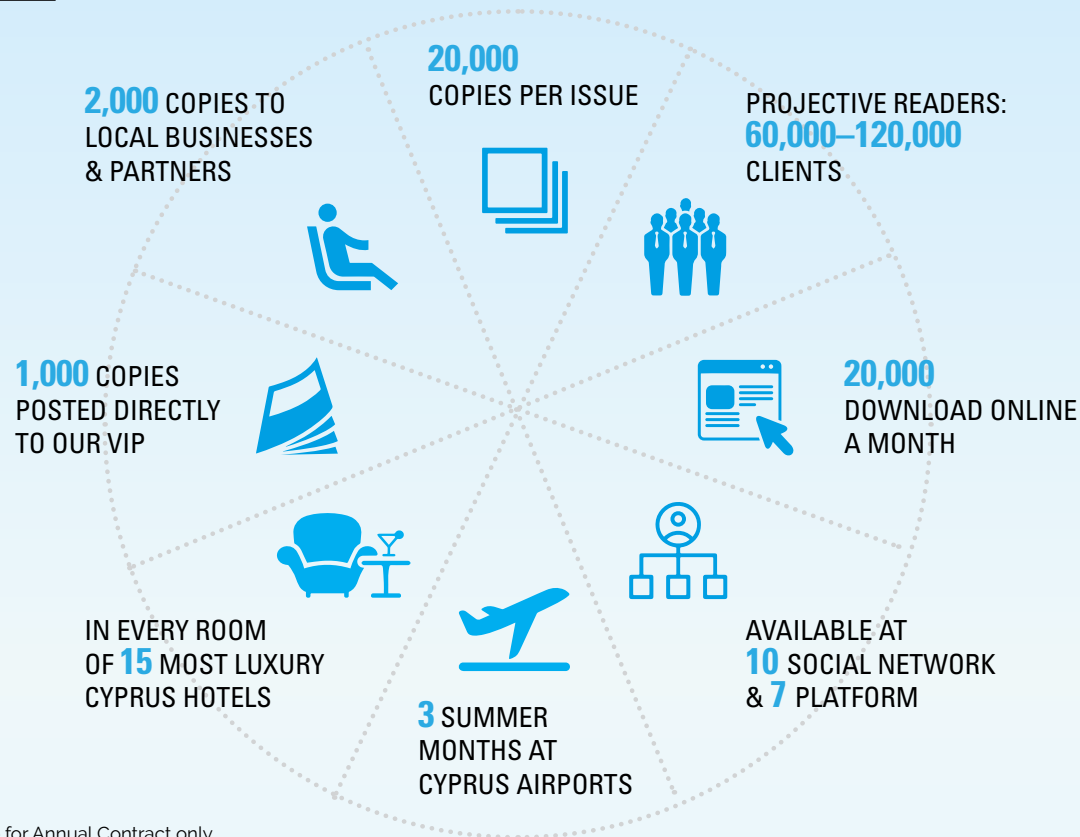 20,000
COPIES PER ISSUE
PROJECTIVE READERS:
60,000–120,000
CLIENTS
20,000
DOWNLOAD ONLINE
A MONTH
AVAILABLE AT
10 SOCIAL NETWORK
& 7 PLATFORM
3 SUMMER
MONTHS AT
CYPRUS AIRPORTS
IN EVERY ROOM
OF 15 MOST LUXURY
CYPRUS HOTELS
1,000 COPIES
POSTED DIRECTLY
TO OUR VIP
2,000 COPIES TO
LOCAL BUSINESSES
& PARTNERS
for Annual Contract only